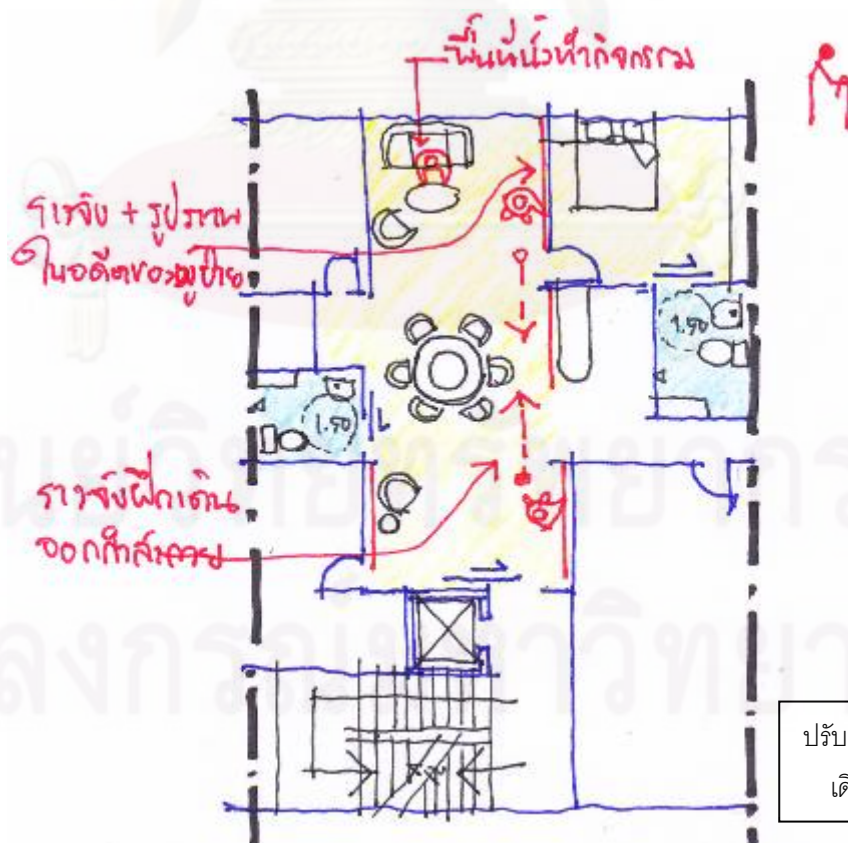 พื้นที่นั่งทำกิจกรรม
ราวจับ + รูปภาพ
ในอดีตของผู้ป่วย
1.50
1.50
ราวจับฝึกเดิน
ออกกำลังกาย
ปรับ
เดิ